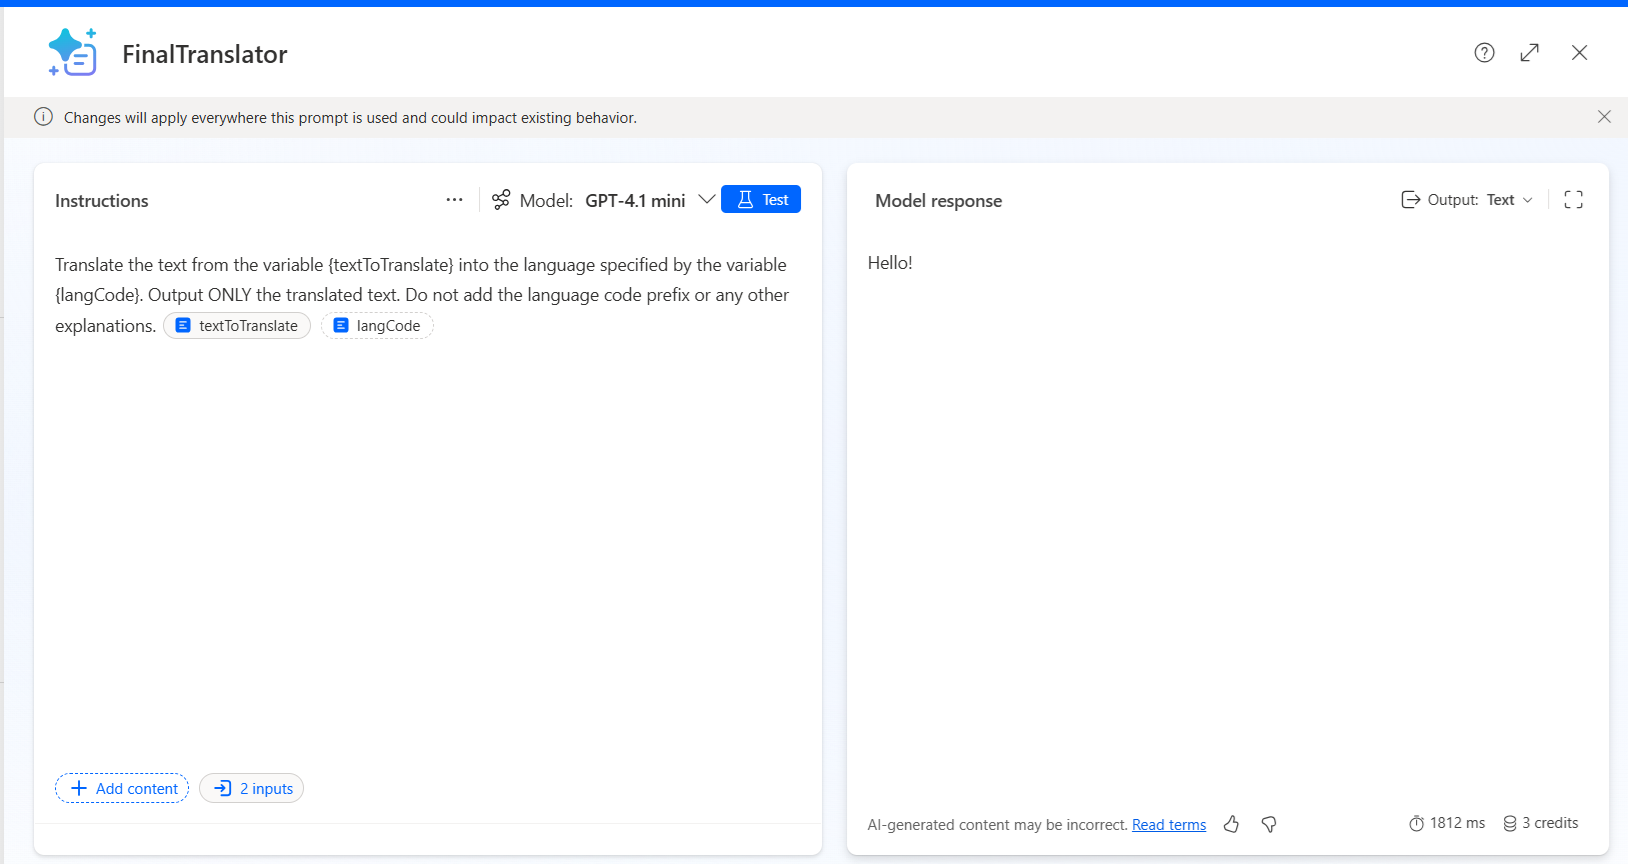 FinalTranslator
Changes will apply everywhere this prompt is used and could impact existing behavior.
Instructions
Model: GPT-4.1 mini
Test
Translate the text from the variable {textToTranslate} into the language specified by the variable
{langCode}. Output ONLY the translated text. Do not add the language code prefix or any other
explanations. textToTranslate langCode
Add content
2 inputs
Model response
Output: Text
Hello!
AI-generated content may be incorrect. Read terms
1812 ms
3 credits